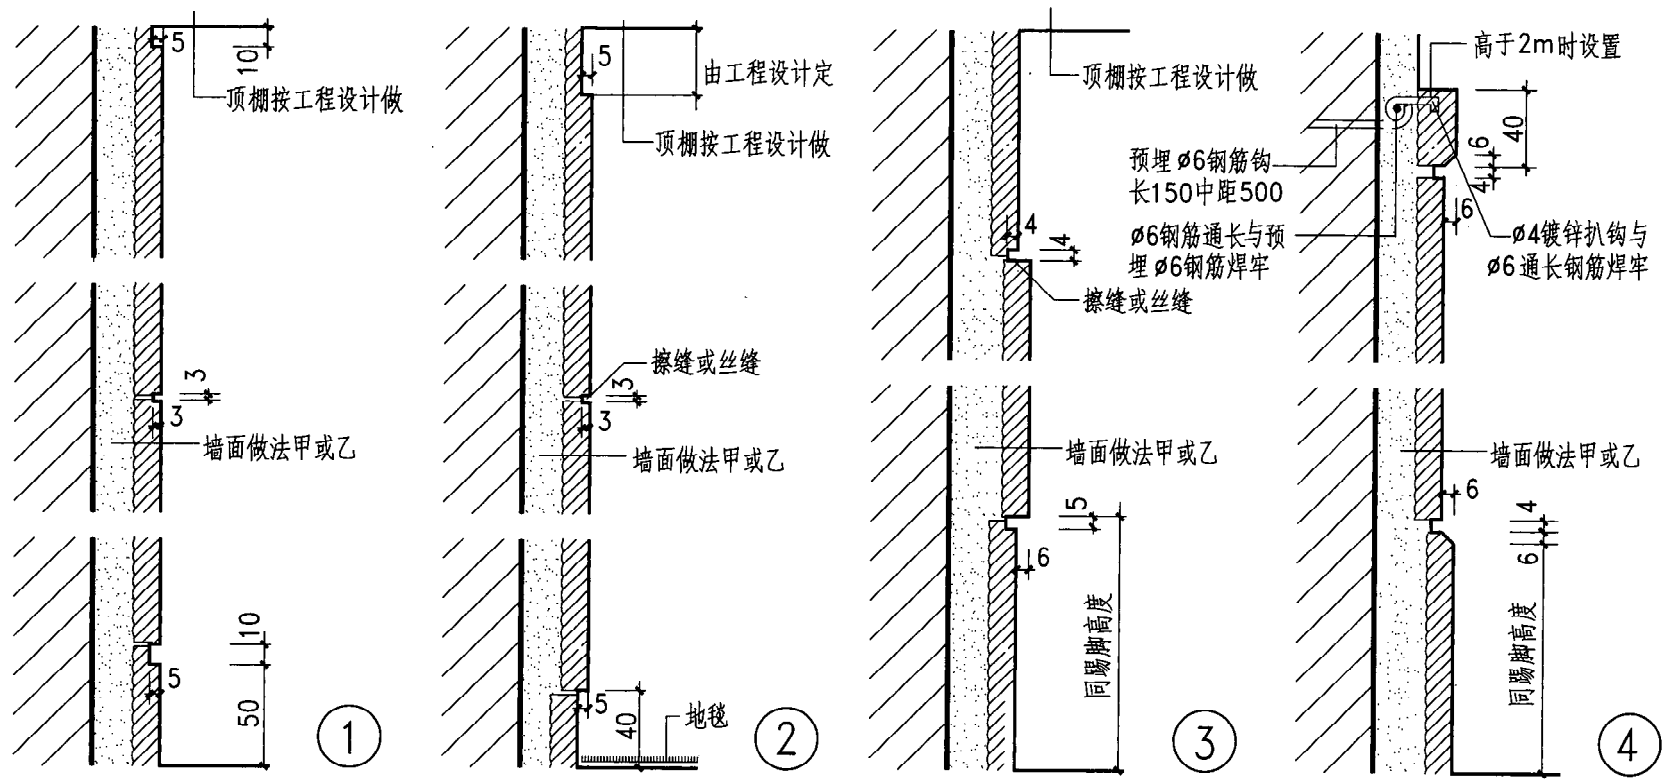 5
10
顶棚按工程设计做
3
3
墙面做法甲或乙
10
5
50
1
5
由工程设计定
顶棚按工程设计做
擦缝或丝缝
3
3
墙面做法甲或乙
5
40
地毯
2
顶棚按工程设计做
4
4
擦缝或丝缝
墙面做法甲或乙
5
6
同踢脚高度
3
高于2m时设置
40
6
4
6
预埋ø6钢筋钩
长150中距500
ø6钢筋通长与预
埋ø6钢筋焊牢
ø4镀锌扒钩与
ø6通长钢筋焊牢
墙面做法甲或乙
6
4
6
同踢脚高度
4